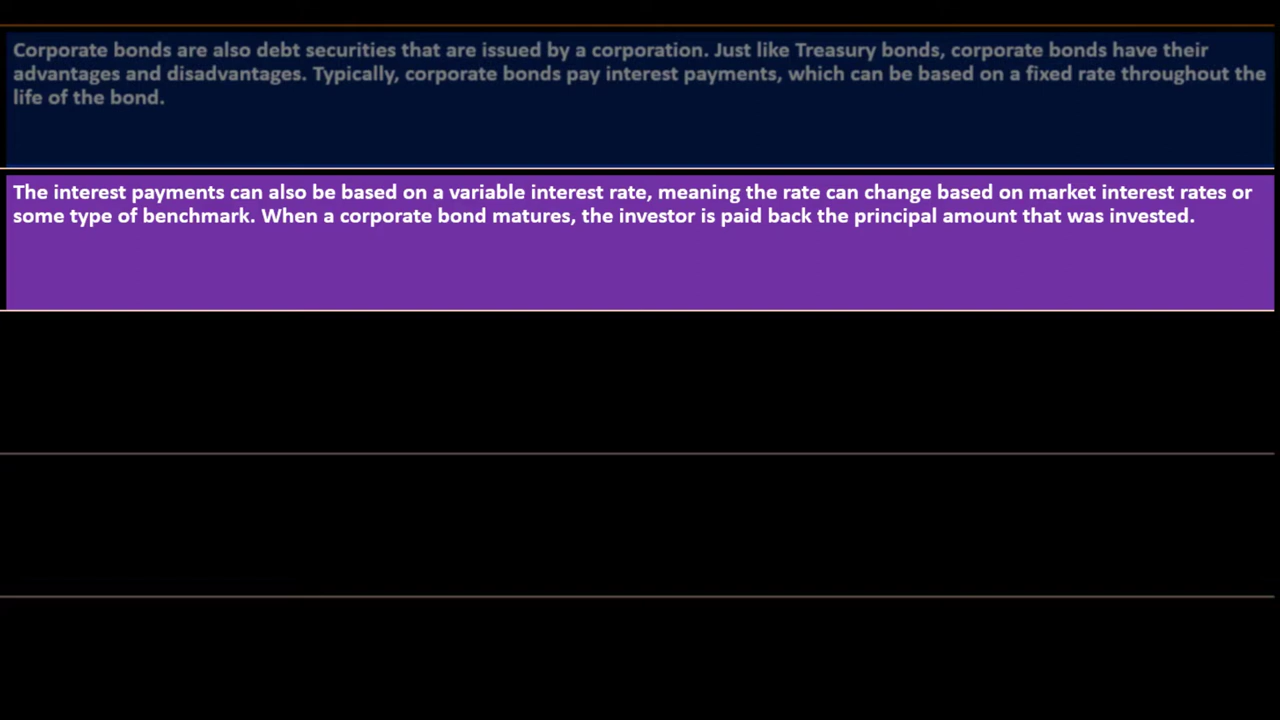 Corporate bonds are also debt securities that are issued by a corporation. Just like Treasury bonds, corporate bonds have their
advantages and disadvantages. Typically, corporate bonds pay interest payments, which can be based on a fixed rate throughout the
life of the bond.
The interest payments can also be based on a variable interest rate, meaning the rate can change based on market interest rates or
some type of benchmark. When a corporate bond matures, the investor is paid back the principal amount that was invested.